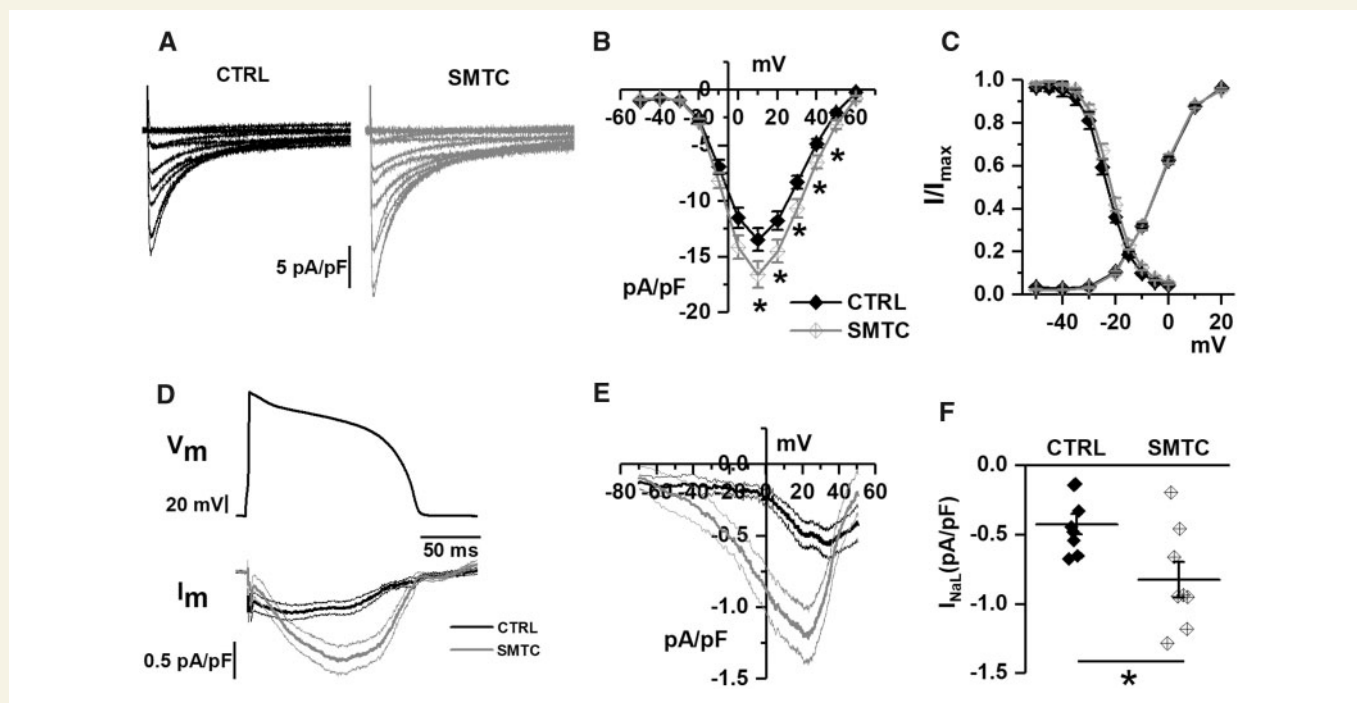 A
CTRL
SMTC
5 pA/pF
B
mV
0
-60 -40 -20 0 20 40 60
-5
-10
-15
-20
pA/pF
* * * * *
CTRL
SMTC
C
1.0
0.8
0.6
0.4
0.2
0.0
I/Imax
-40 -20 0 20
mV
D
Vm
20 mV
50 ms
Im
0.5 pA/pF
CTRL
SMTC
E
mV
0.0
-80 -60 -40 -20 0 20 40 60
-0.5
-1.0
-1.5
pA/pF
F
CTRL SMTC
0.0
-0.5
-1.0
-1.5
INaL(pA/pF)
*